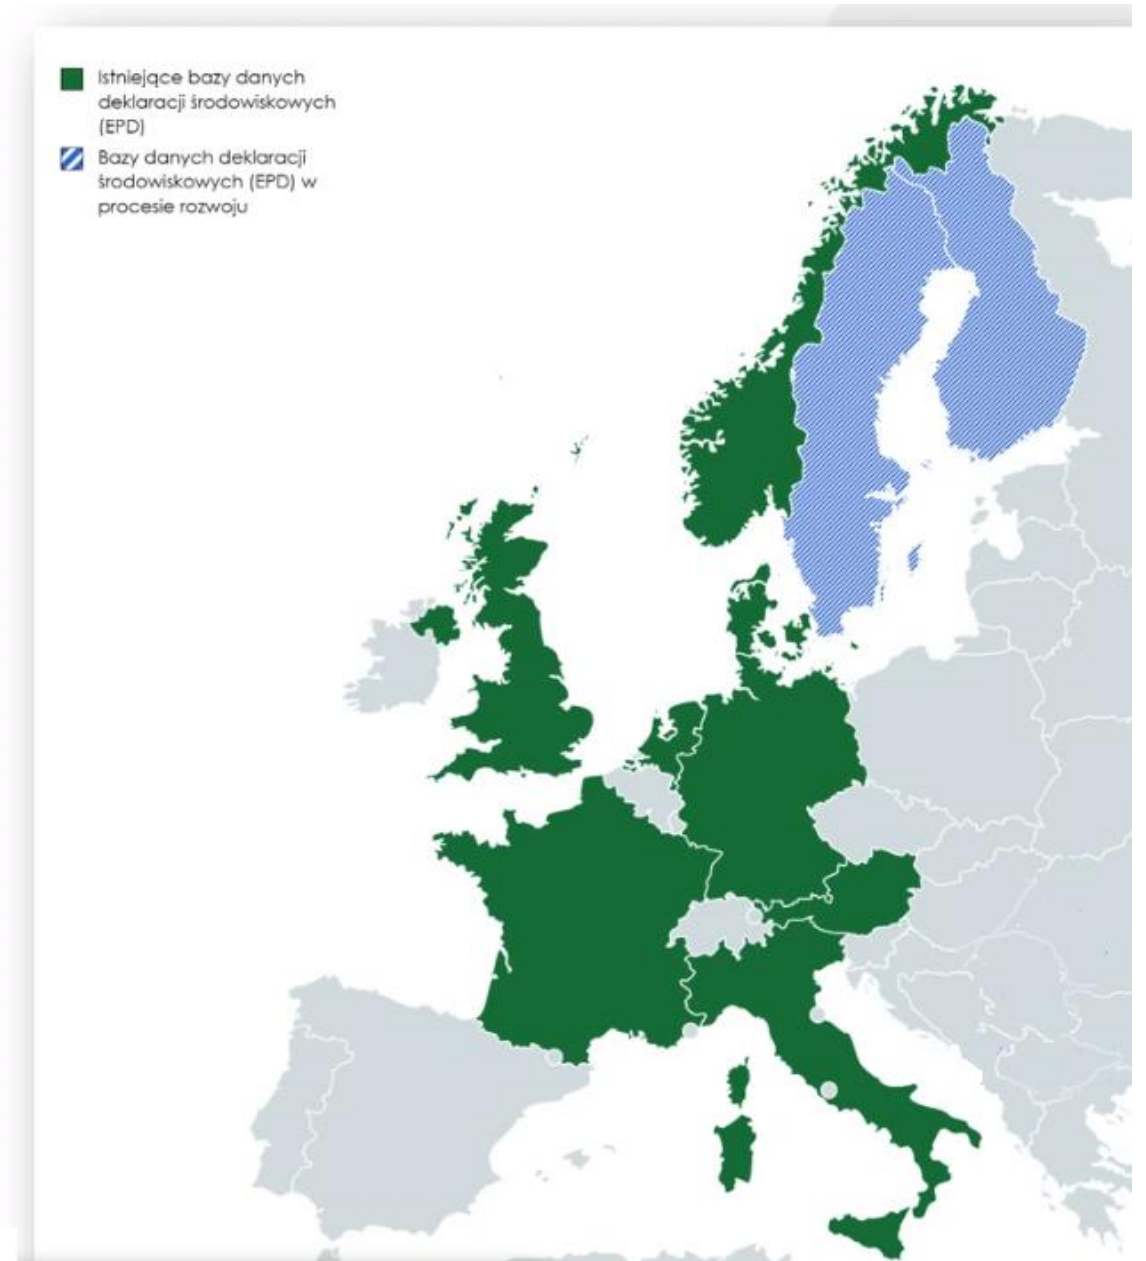 Istniejące bazy danych
deklaracji środowiskowych
(EPD)
Bazy danych deklaracji
środowiskowych (EPD) w
procesie rozwoju